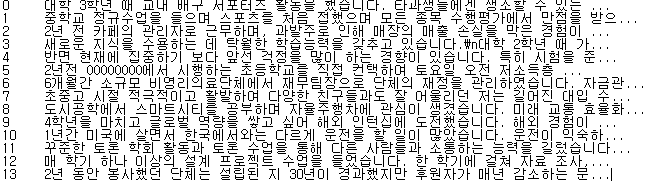 0 대학 3학년 때 교내 배구 서포터즈 활동을 했습니다. 타과생들에겐 생소할 수 있는 ...
1 중학교 정규수업을 들으며 스포츠를 처음 접했으며 모든 종목 수행평가에서 만점을 받으...
2 2년 전 카페의 관리자로 근무하며, 과발주로 인해 매장의 매출 손실을 막은 경험이 ...
3 새로운 지식을 수용하는 데 탁월한 학습능력을 갖추고 있습니다.\n대학 2학년 때 가...
4 반면 현재에 집중하기 보다 앞선 걱정을 많이 하는 경향이 있습니다. 특히 시험을 준...
5 2년전 OOOOOOOO에서 시행하는 초등학교를 직접 컨택하며 토요일 오전 저소득층 ...
6 6개월간 소규모 비영리의료단체에서 재무팀장으로 단체의 재정을 관리하였습니다. 자금관...
7 초중고 시절 적극적이고 활발하며 다양한 친구들과도 잘 어울리던 저는 길어진 대입 수...
8 도시공학에서 스마트시티를 공부하며 자율주행차에 관심이 생겼습니다. 미래 교통 효율화...
9 4학년을 마치고 글로벌 역량을 쌓고 싶어 해외 인턴십에 도전했습니다. 해외 경험이 ...
10 1년간 미국에 살면서 한국에서와는 다르게 운전을 할 일이 많았습니다. 운전이 익숙하...
11 꾸준한 토론 학회 활동과 토론 수업을 통해 다른 사람들과 소통하는 능력을 길렀습니다...
12 매 학기 하나 이상의 설계 프로젝트 수업을 들었습니다. 한 학기에 걸쳐 자료 조사,...
13 2년 동안 봉사했던 단체는 설립된 지 30년이 경과했지만 후원자가 매년 감소하는 문...